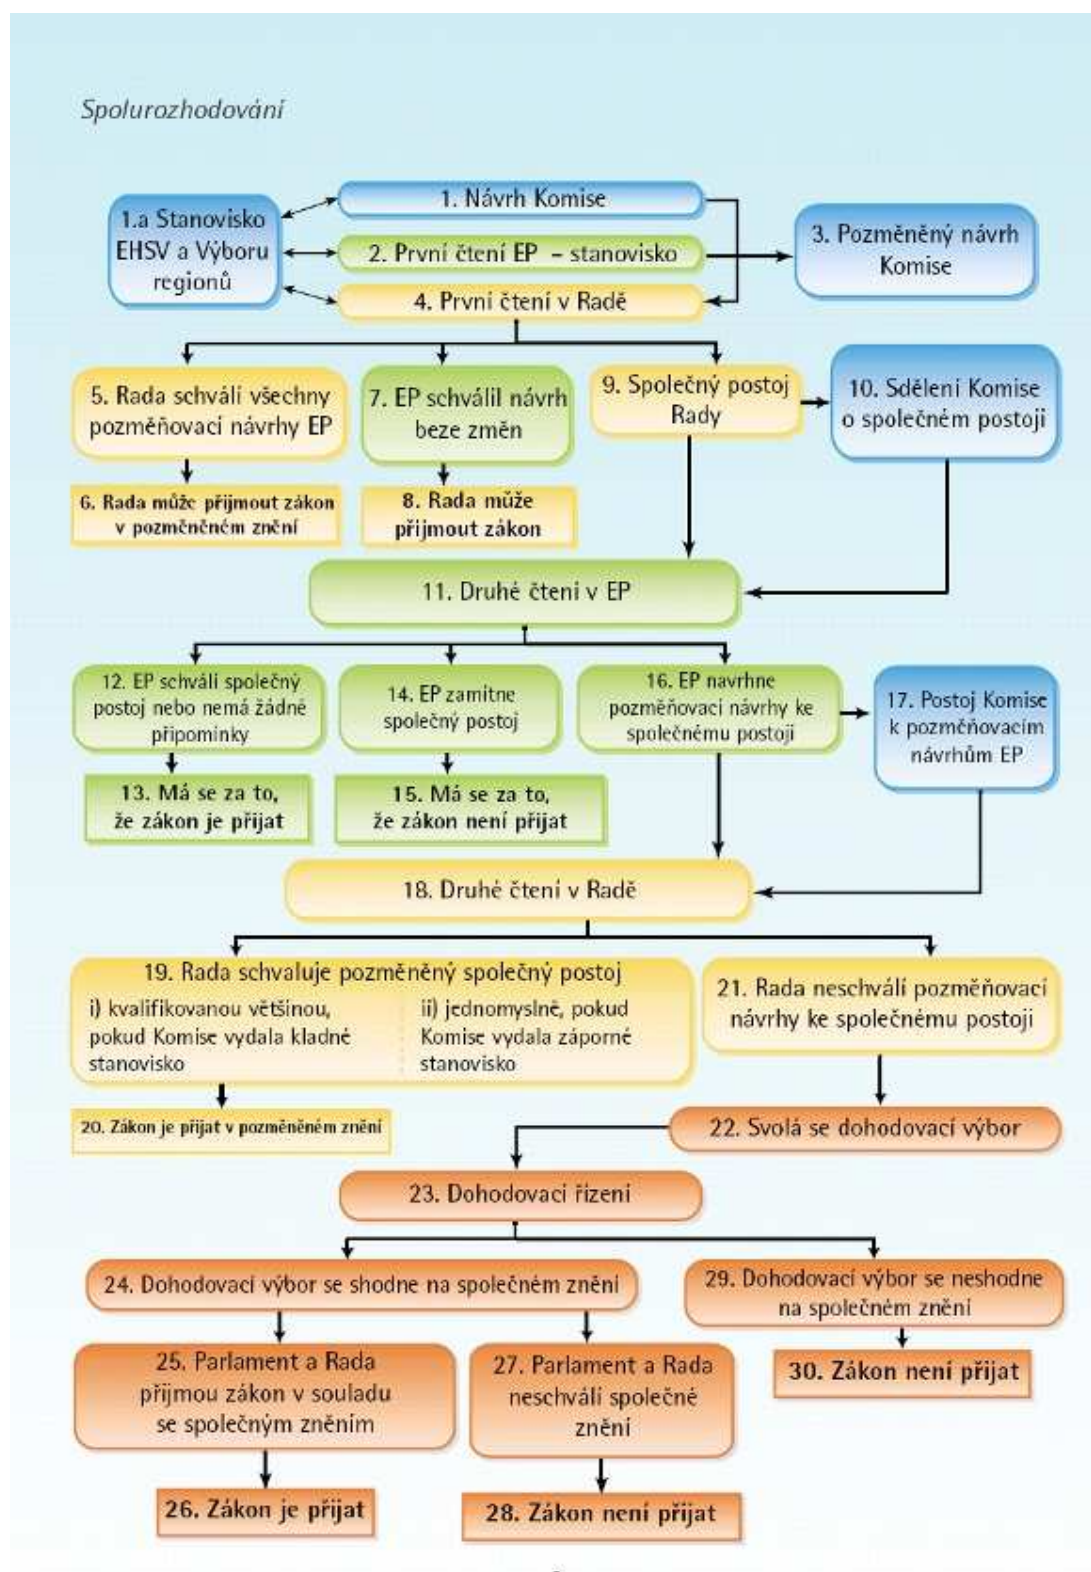 Spolurozhodování
1.a Stanovisko
EHSV a Výboru
regionů
1. Návrh Komise
2. První čtení EP – stanovisko
3. Pozměněný návrh
Komise
4. První čtení v Radě
5. Rada schválí všechny
pozměňovací návrhy EP
6. Rada může přijmout zákon
v pozměněném znění
7. EP schválil návrh
beze změn
8. Rada může
přijmout zákon
9. Společný postoj
Rady
10. Sdělení Komise
o společném postoji
11. Druhé čtení v EP
12. EP schválí společný
postoj nebo nemá žádné
připomínky
13. Má se za to,
že zákon je přijat
14. EP zamítne
společný postoj
15. Má se za to,
že zákon není přijat
16. EP navrhne
pozměňovací návrhy ke
společnému postoji
17. Postoj Komise
k pozměňovacím
návrhům EP
18. Druhé čtení v Radě
19. Rada schvaluje pozměněný společný postoj
i) kvalifikovanou většinou,
pokud Komise vydala kladné
stanovisko
ii) jednomyslně, pokud
Komise vydala záporné
stanovisko
20. Zákon je přijat v pozměněném znění
21. Rada neschválí pozměňovací
návrhy ke společnému postoji
22. Svolá se dohodovací výbor
23. Dohodovací řízení
24. Dohodovací výbor se shodne na společném znění
25. Parlament a Rada
přijmou zákon v souladu
se společným zněním
26. Zákon je přijat
27. Parlament a Rada
neschválí společné
znění
28. Zákon není přijat
29. Dohodovací výbor se neshodne
na společném znění
30. Zákon není přijat